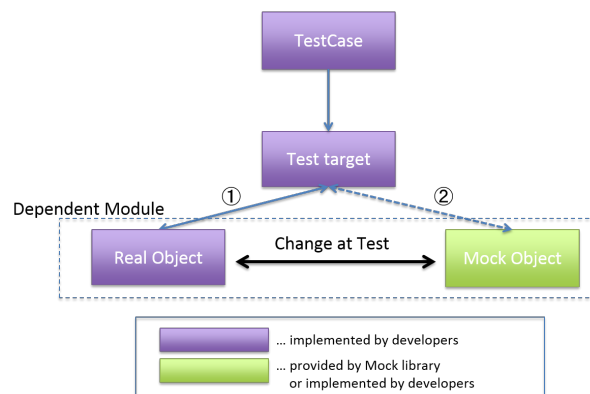 TestCase
Test target
① ②
Dependent Module
Real Object
Change at Test
Mock Object
... implemented by developers
... provided by Mock library
or implemented by developers